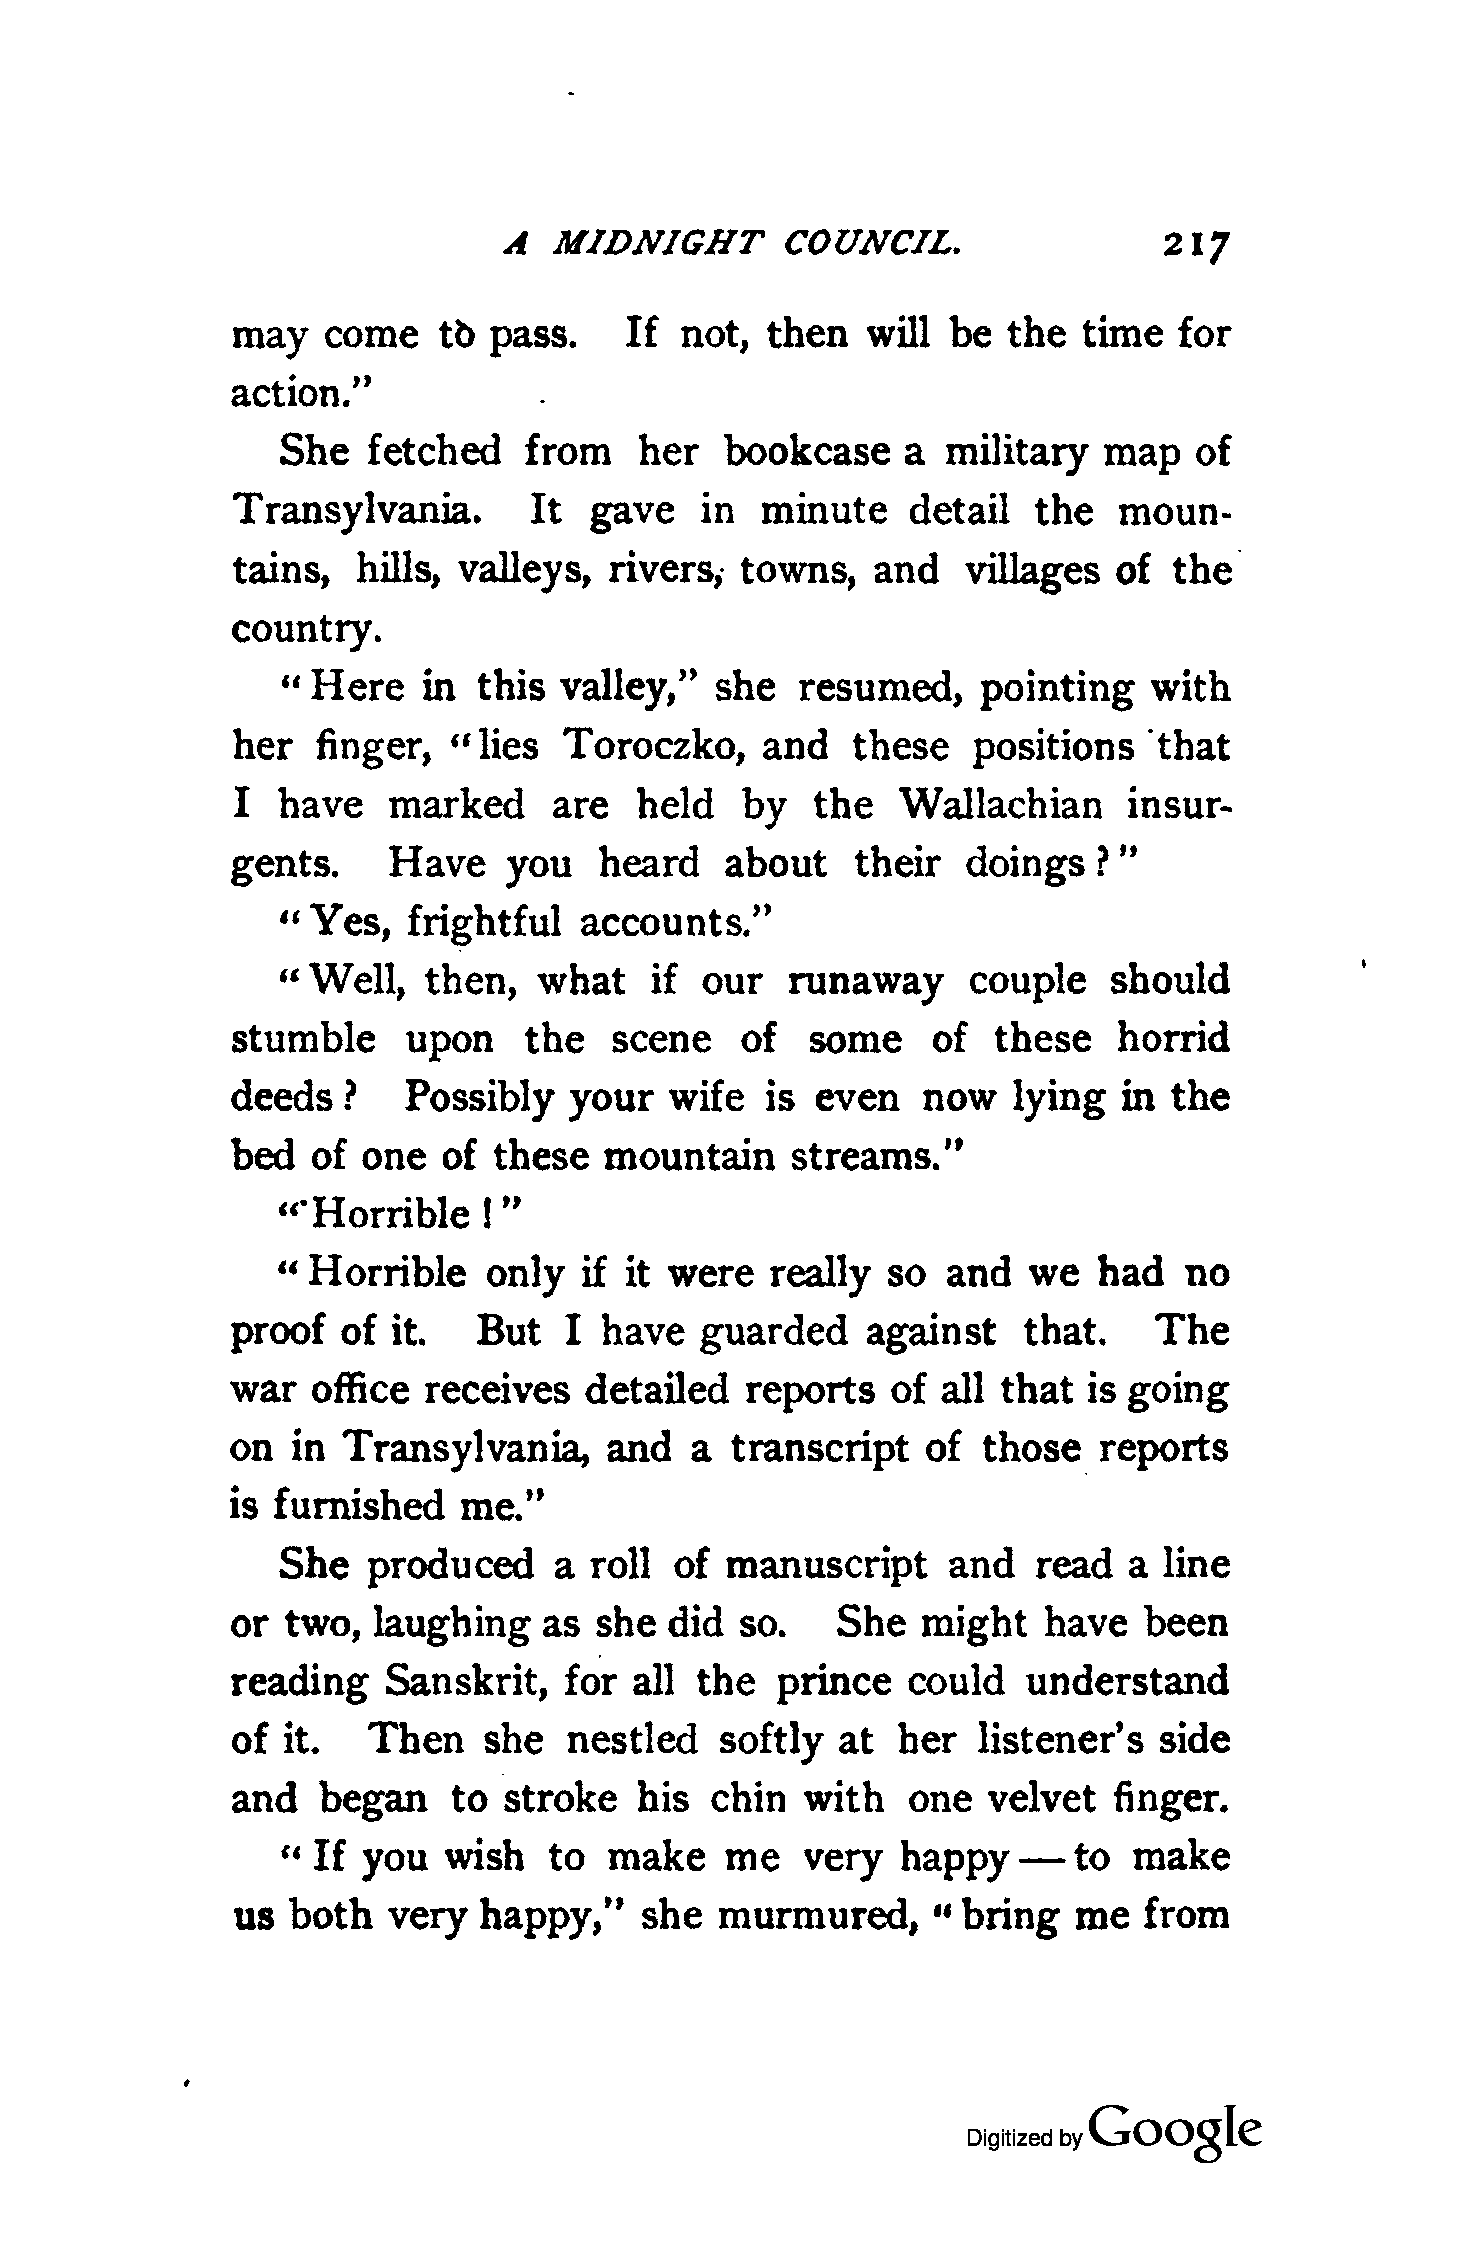 A MIDNIGHT COUNCIL. 217
may come to pass. If not, then will be the time for
action."
She fetched from her bookcase a military map of
Transylvania. It gave in minute detail the moun-
tains, hills, valleys, rivers, towns, and villages of the
country.
"Here in this valley," she resumed, pointing with
her finger, "lies Toroczko, and these positions that
I have marked are held by the Wallachian insur-
gents. Have you heard about their doings?"
"Yes, frightful accounts."
"Well, then, what if our runaway couple should
stumble upon the scene of some of these horrid
deeds? Possibly your wife is even now lying in the
bed of one of these mountain streams."
"Horrible!"
"Horrible only if it were really so and we had no
proof of it. But I have guarded against that. The
war office receives detailed reports of all that is going
on in Transylvania, and a transcript of those reports
is furnished me."
She produced a roll of manuscript and read a line
or two, laughing as she did so. She might have been
reading Sanskrit, for all the prince could understand
of it. Then she nestled softly at her listener's side
and began to stroke his chin with one velvet finger.
"If you wish to make me very happy — to make
us both very happy," she murmured, "bring me from
Digitized by Google